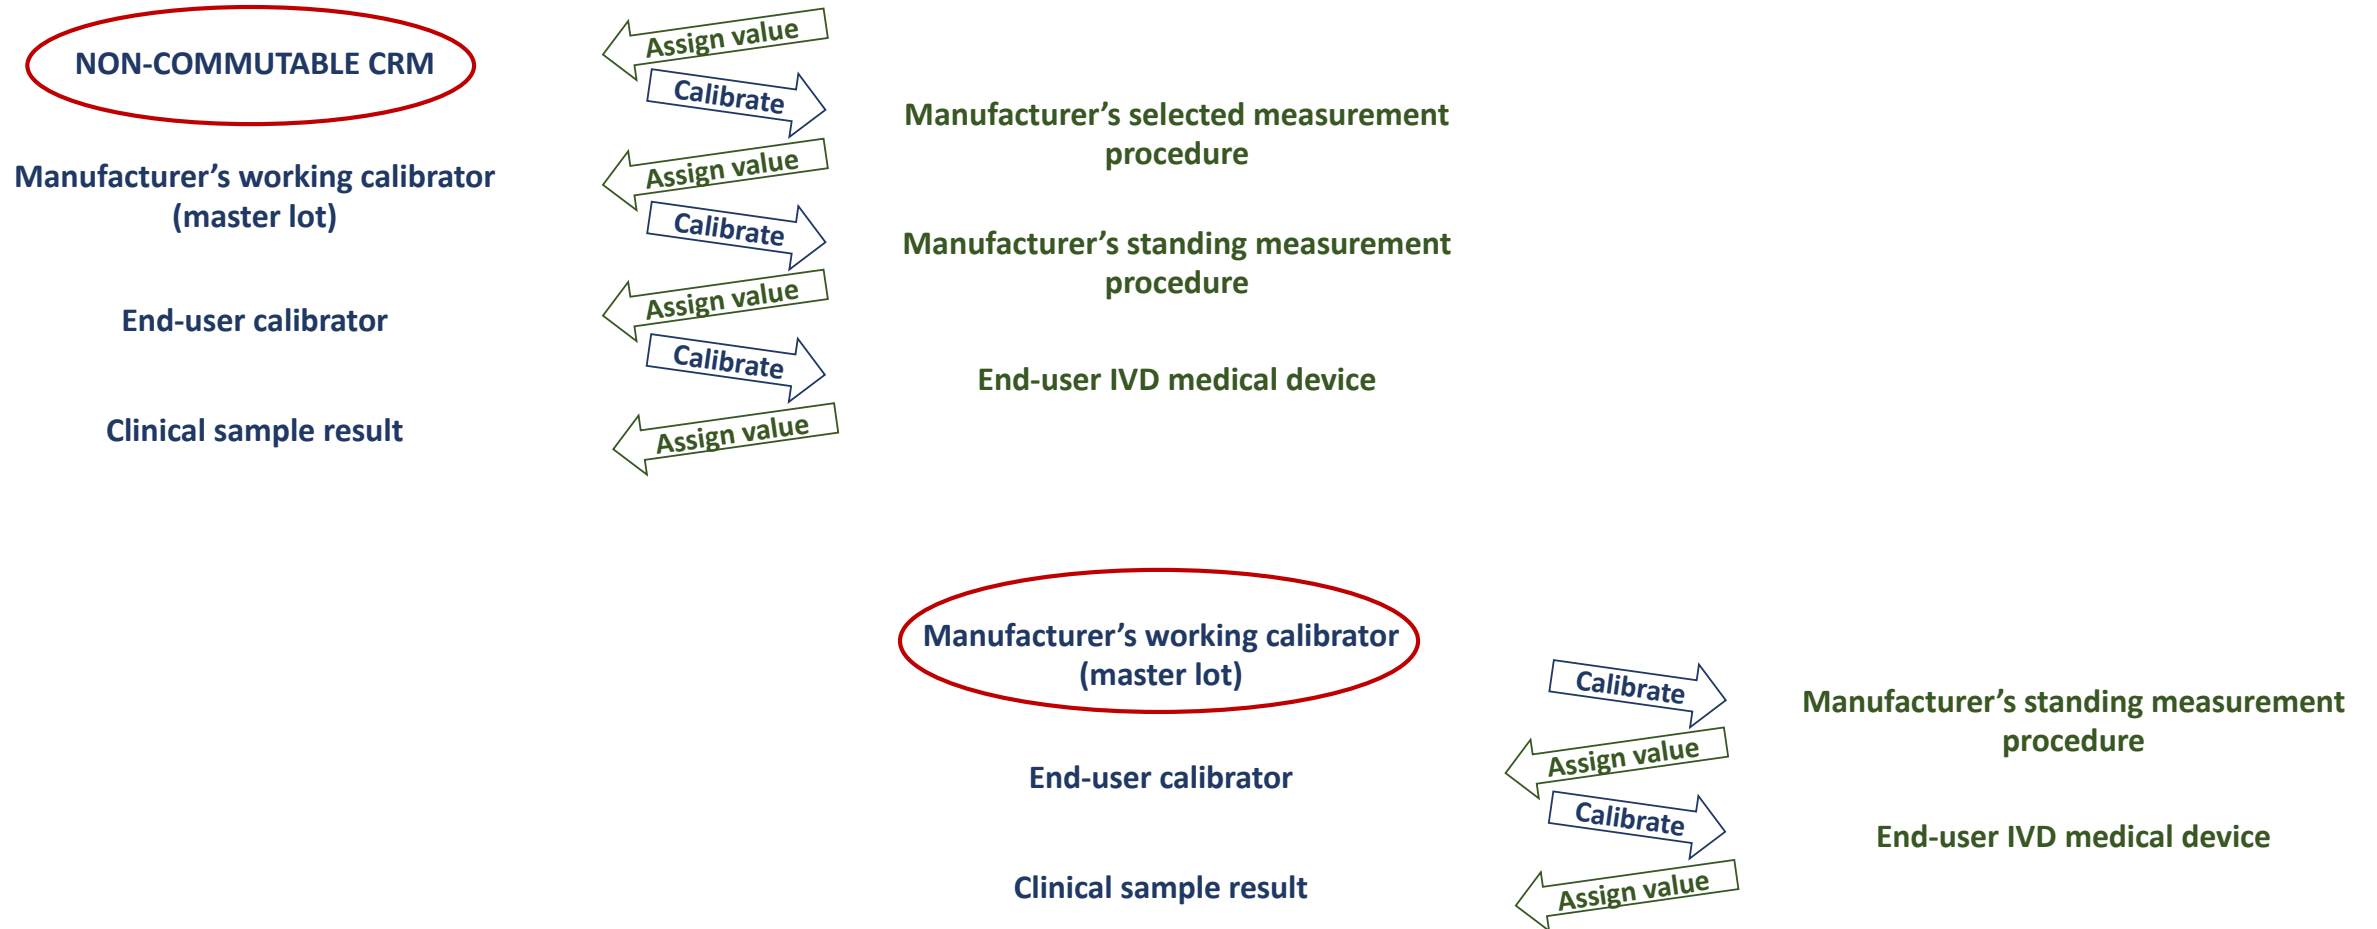 Assign value
NON-COMMUTABLE CRM
Calibrate
Manufacturer’s selected measurement
procedure
Assign value
Manufacturer’s working calibrator
(master lot)
Calibrate
Manufacturer’s standing measurement
procedure
Assign value
End-user calibrator
Calibrate
End-user IVD medical device
Clinical sample result
Assign value
Manufacturer’s working calibrator
(master lot)
Calibrate
Manufacturer’s standing measurement
procedure
Assign value
End-user calibrator
Calibrate
End-user IVD medical device
Clinical sample result
Assign value